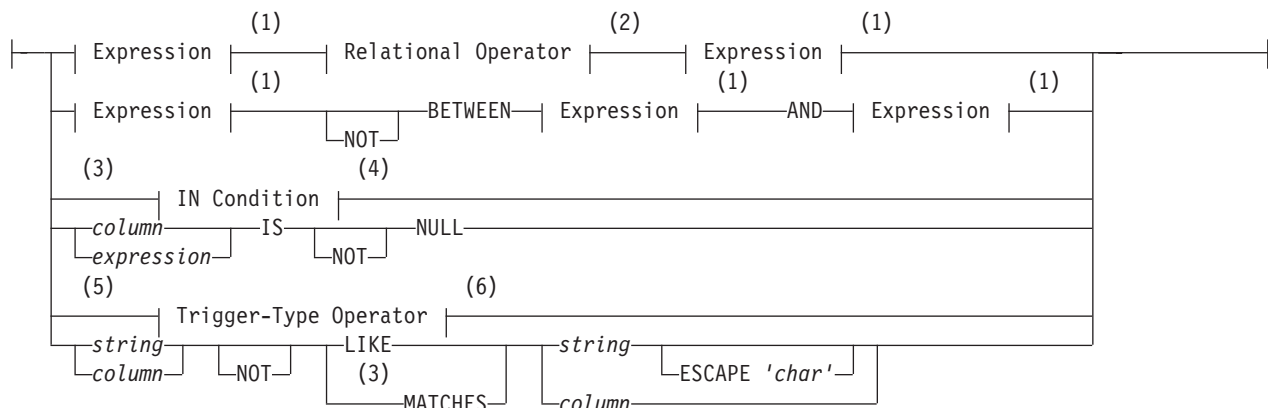 (1) (2) (1)
Expression Relational Operator Expression
(1) (1) (1)
Expression BETWEEN Expression AND Expression
NOT
(3) (4)
IN Condition
column IS NULL
expression NOT
(5) (6)
Trigger-Type Operator
string LIKE string
column NOT (3) ESCAPE 'char'
MATCHES column